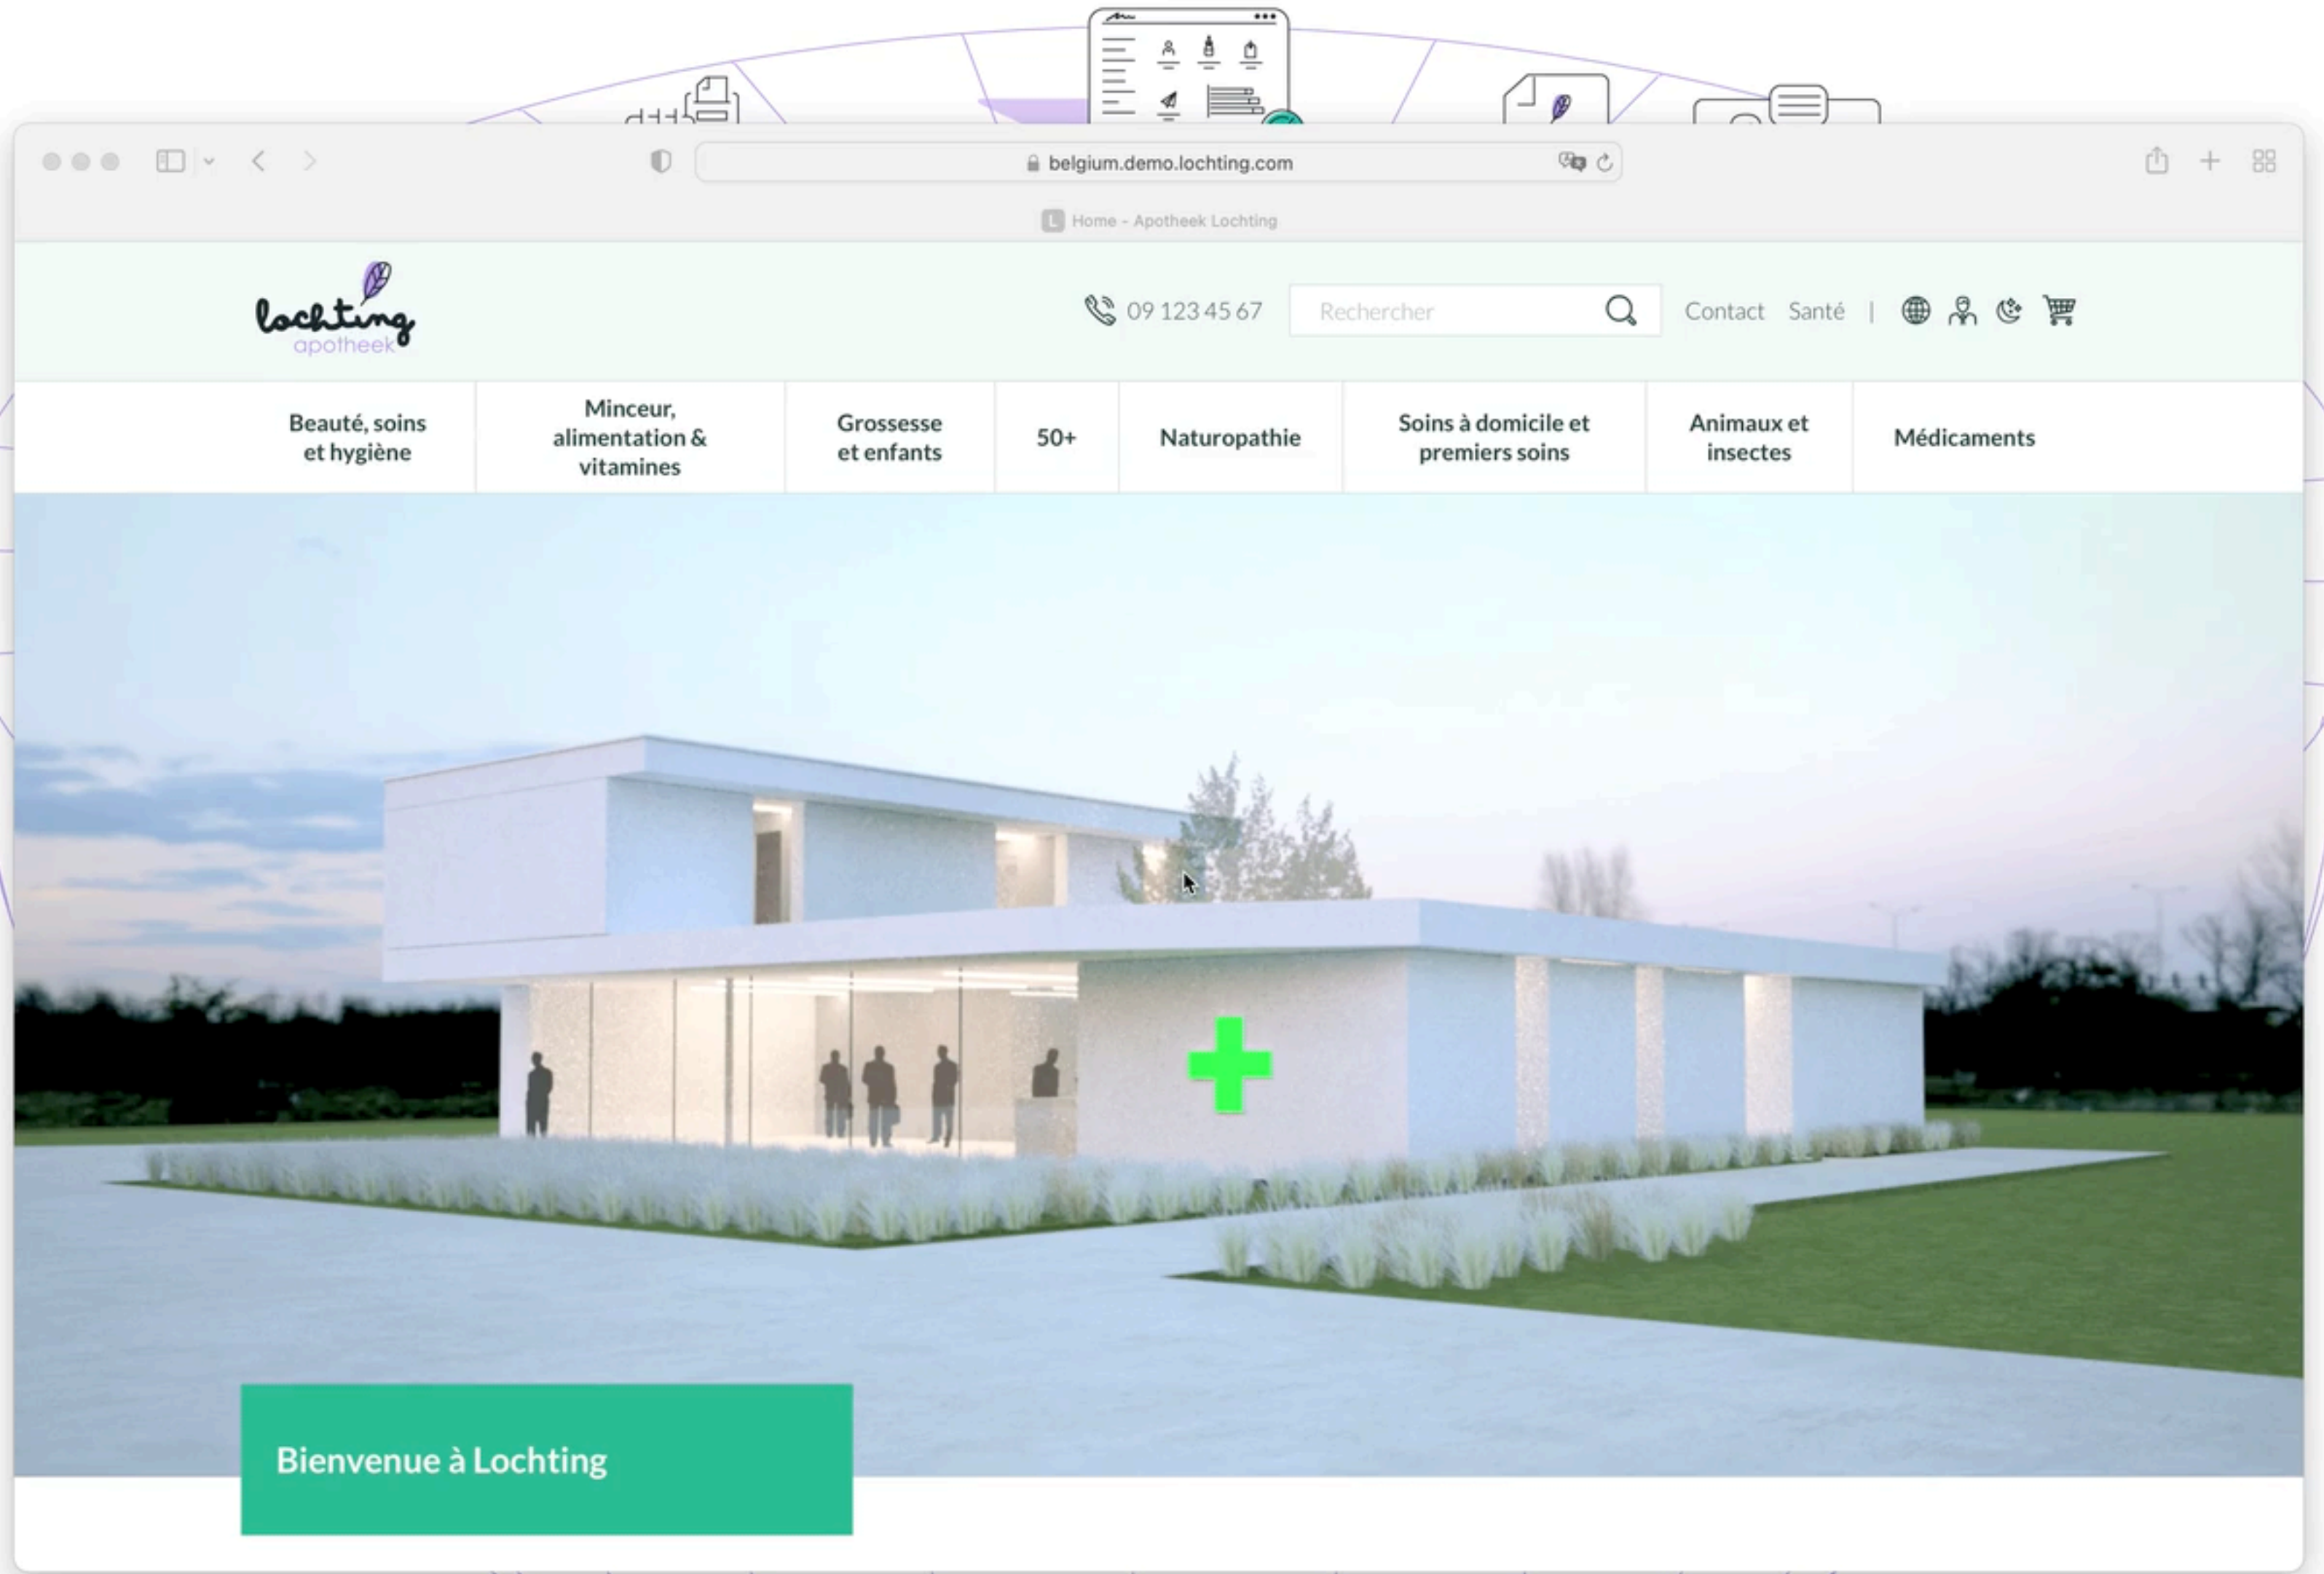 belgium.demo.lochting.com
L Home - Apotheek Lochting
lochting
apotheek
09 123 45 67
Rechercher
Contact Santé |
Beauté, soins
et hygiène
Minceur,
alimentation &
vitamines
Grossesse
et enfants
50+
Naturopathie
Soins à domicile et
premiers soins
Animaux et
insectes
Médicaments
Bienvenue à Lochting